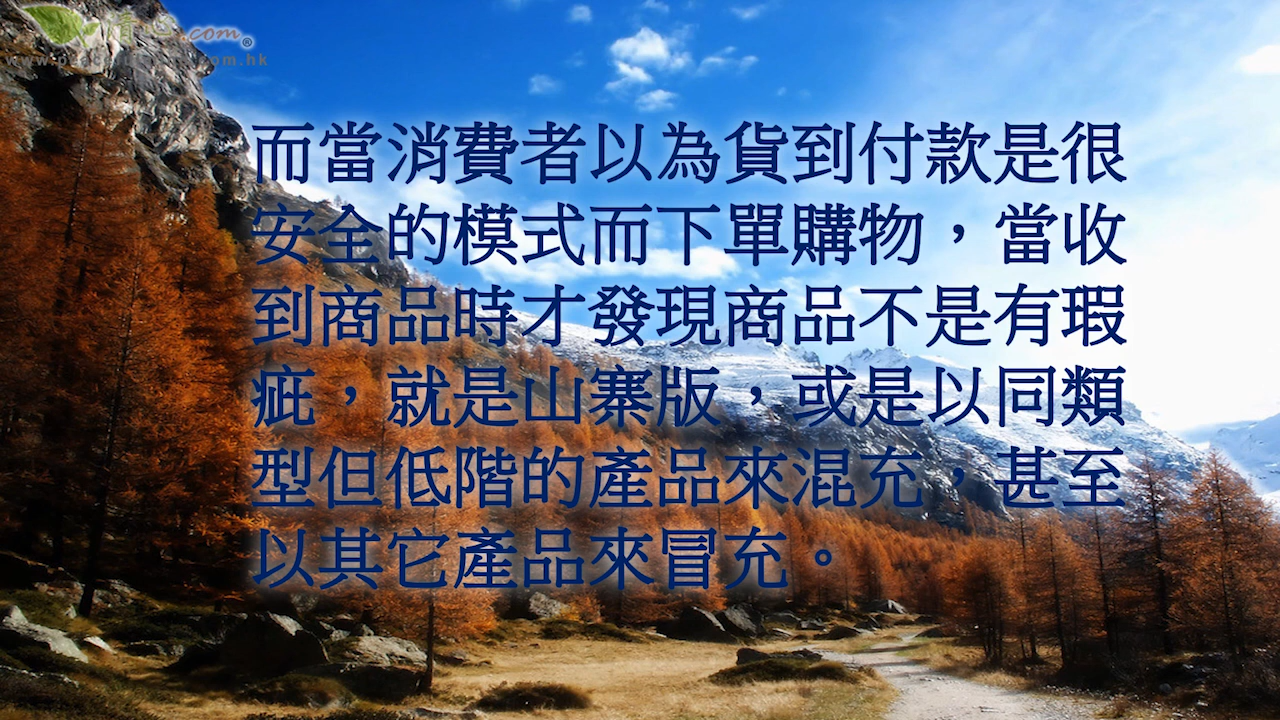 .com®
而當消費者以為貨到付款是很
安全的模式而下單購物，當收
到商品時才發現商品不是有瑕
疵，就是山寨版，或是以同類
型但低階的產品來混充，甚至
以其它產品來冒充。